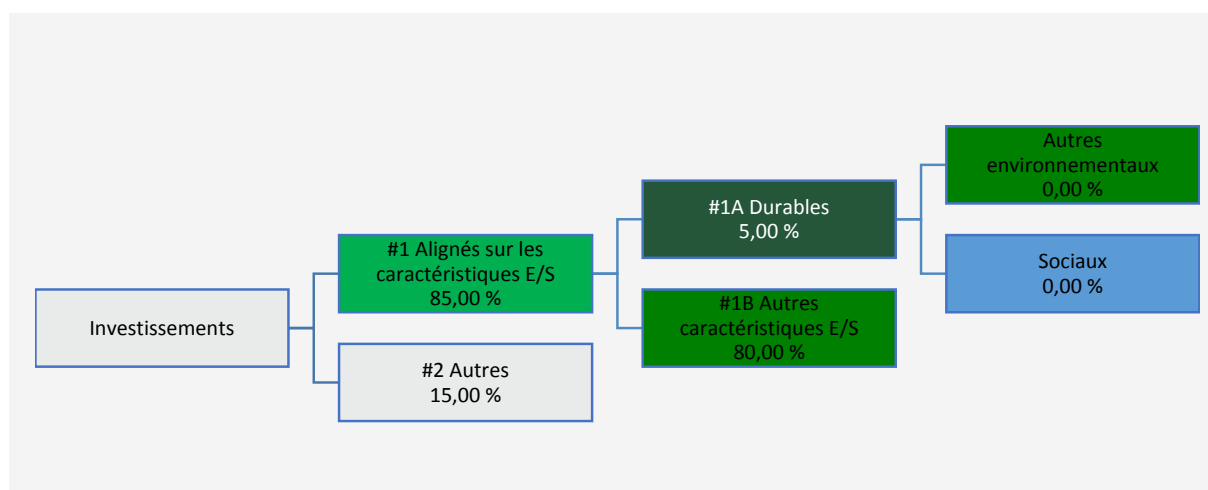 Investissements
#1 Alignés sur les
caractéristiques E/S
85,00 %
#2 Autres
15,00 %
#1A Durables
5,00 %
#1B Autres
caractéristiques E/S
80,00 %
Autres
environnementaux
0,00 %
Sociaux
0,00 %